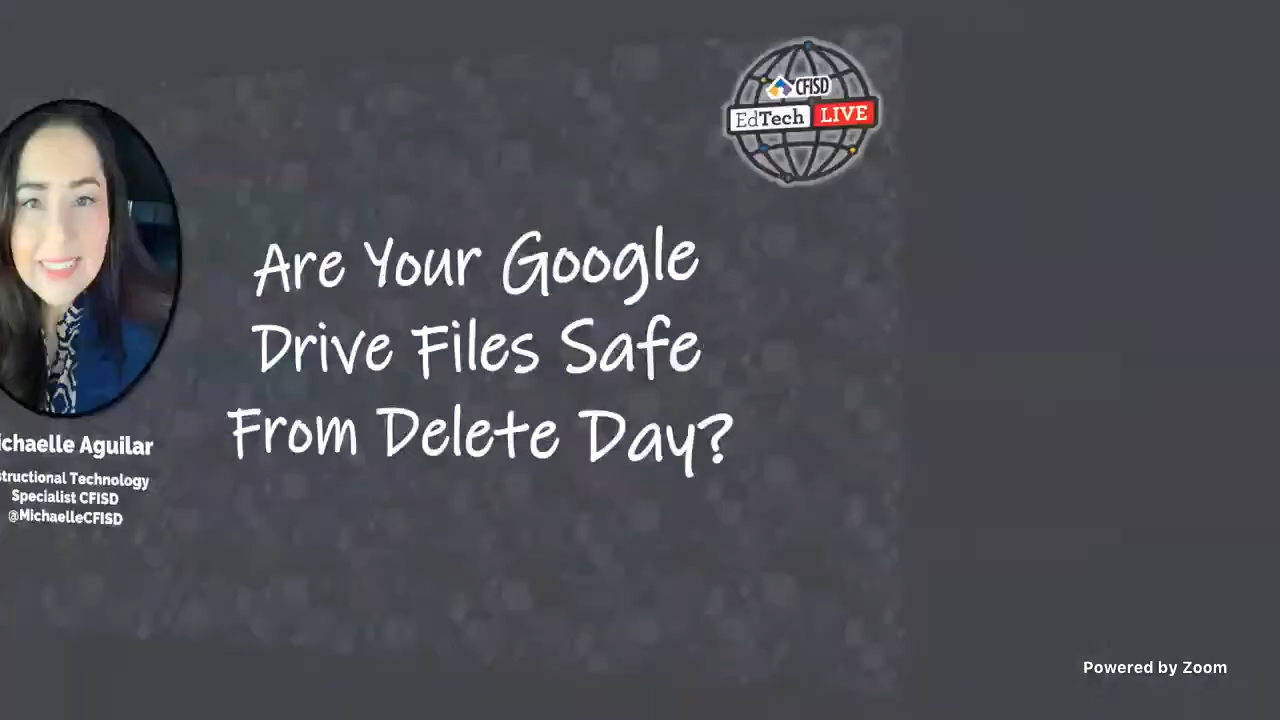 CFISD
EdTech LIVE
Are Your Google
Drive Files Safe
From Delete Day?
ichaelle Aguilar
structional Technology
Specialist CFISD
@MichaelleCFISD
Powered by Zoom